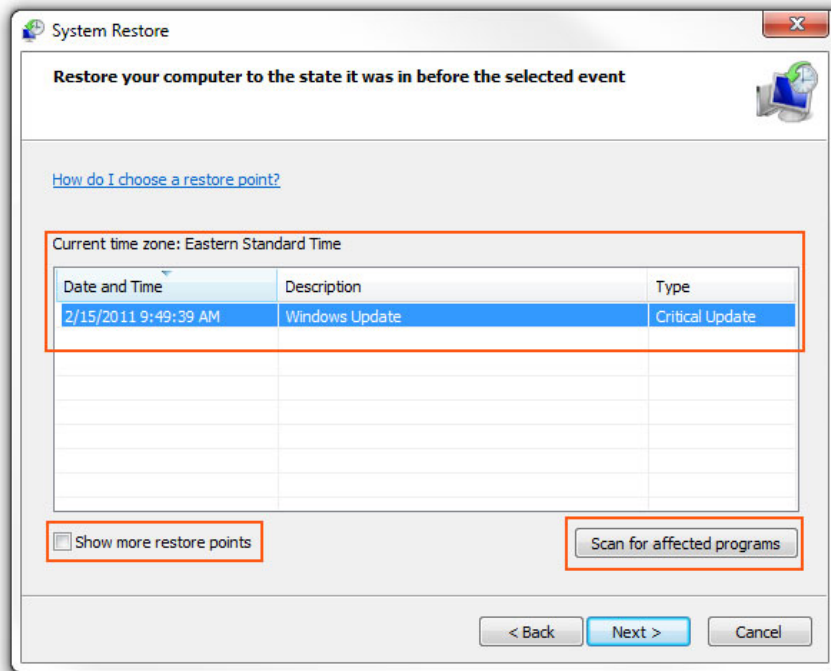 System Restore
Restore your computer to the state it was in before the selected event
How do I choose a restore point?
Current time zone: Eastern Standard Time
Date and Time Description Type
2/15/2011 9:49:39 AM Windows Update Critical Update
Show more restore points Scan for affected programs
< Back Next > Cancel